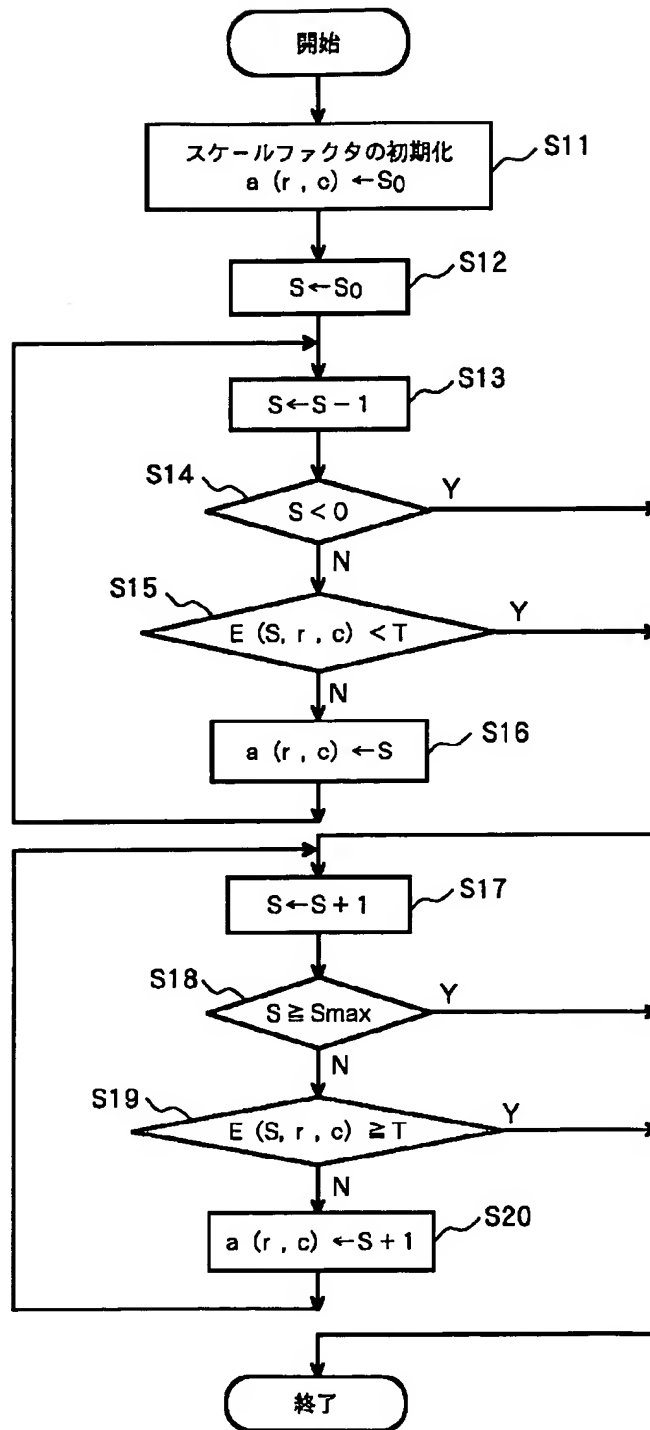 開始
スケールファクタの初期化
a (r , c) ←S0
S11
S←S0
S12
S←S－1
S13
S14
S＜0
Y
N
S15
E (S, r , c) ＜T
Y
N
a (r , c) ←S
S16
S←S＋1
S17
S18
S≧Smax
Y
N
S19
E (S, r , c) ≧T
Y
N
a (r , c) ←S＋1
S20
終了